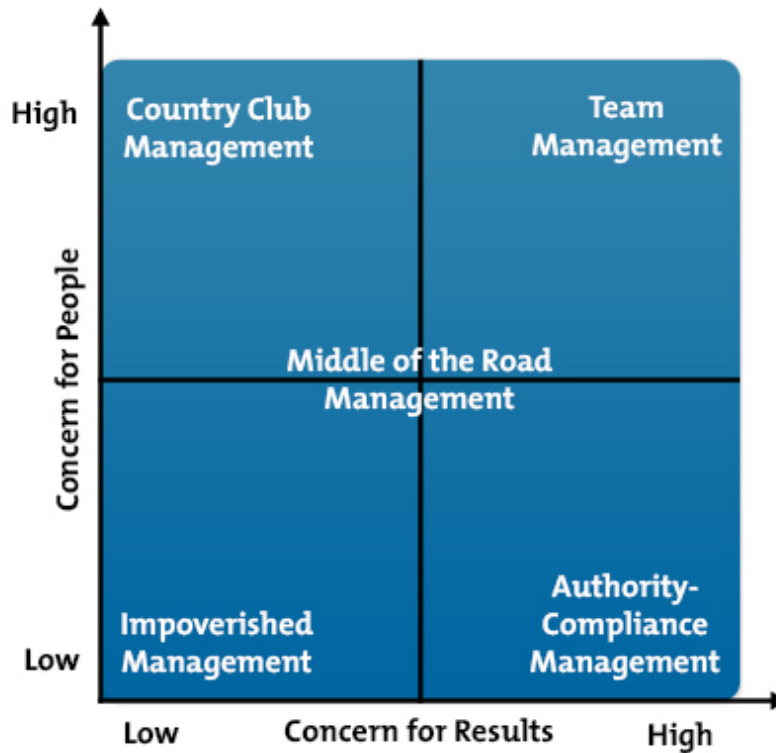 High
Country Club
Management
Team
Management
Concern for People
Middle of the Road
Management
Low
Impoverished
Management
Authority-
Compliance
Management
Low
Concern for Results
High